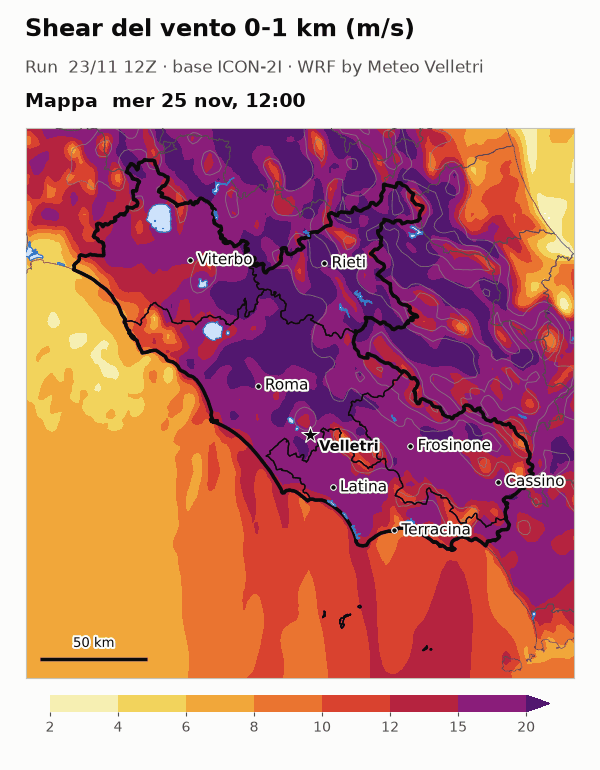 Shear del vento 0-1 km (m/s)
Run  23/11 12Z · base ICON-2I · WRF by Meteo Velletri
Mappa  mer 25 nov, 12:00
Viterbo
Rieti
Roma
Velletri
Frosinone
Latina
Cassino
Terracina
50 km
2 4 6 8 10 12 15 20